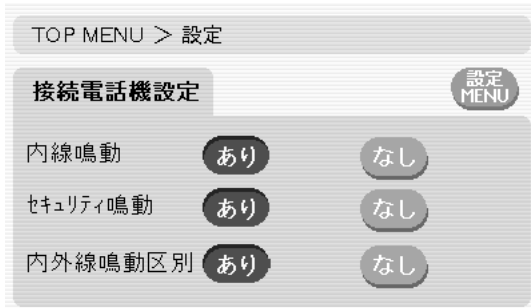 TOP MENU ＞ 設定
接続電話機設定
設定
MENU
内線鳴動 あり なし
ｾｷｭﾘﾃｨ鳴動 あり なし
内外線鳴動区別 あり なし